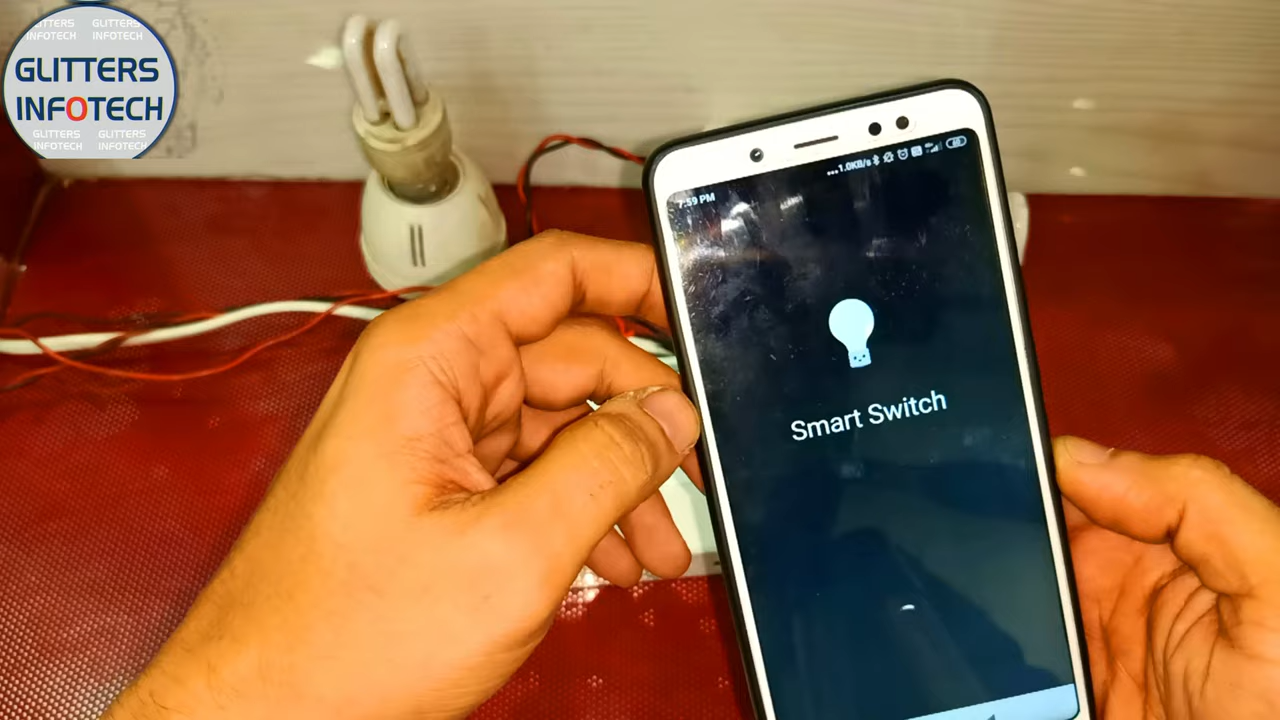 GLITTERS GLITTERS
INFOTECH INFOTECH
GLITTERS
INFOTECH
GLITTERS GLITTERS
INFOTECH INFOTECH
7:59 PM
...1.0KB/s
Smart Switch